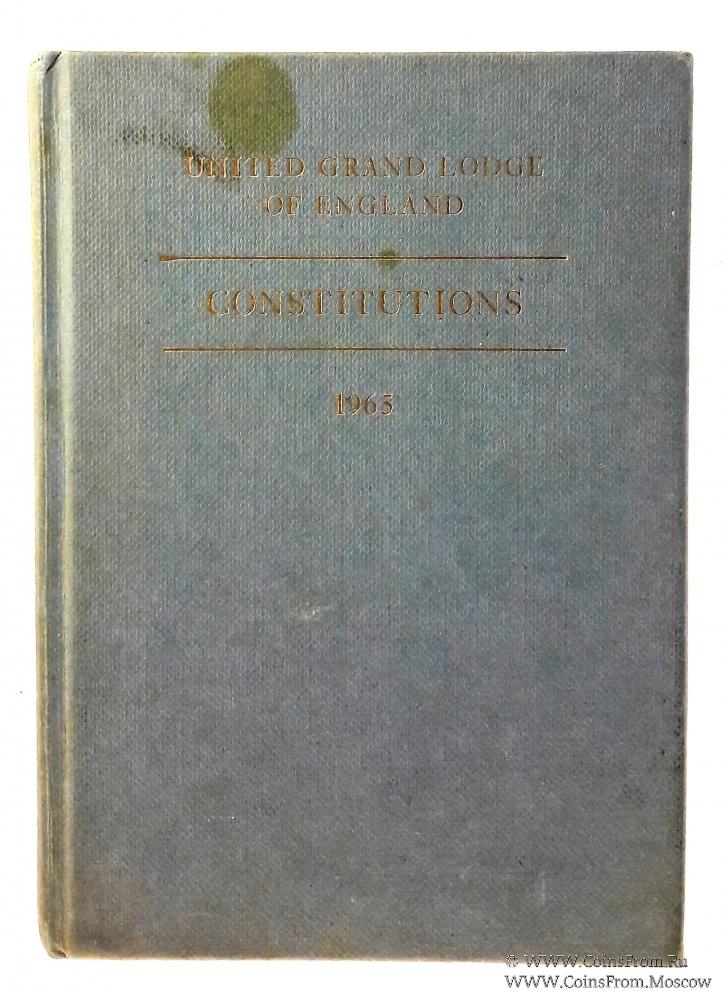 UNITED GRAND LODGE
OF ENGLAND
CONSTITUTIONS
1965
© WWW.CoinsFrom.Ru
WWW.CoinsFrom.Moscow